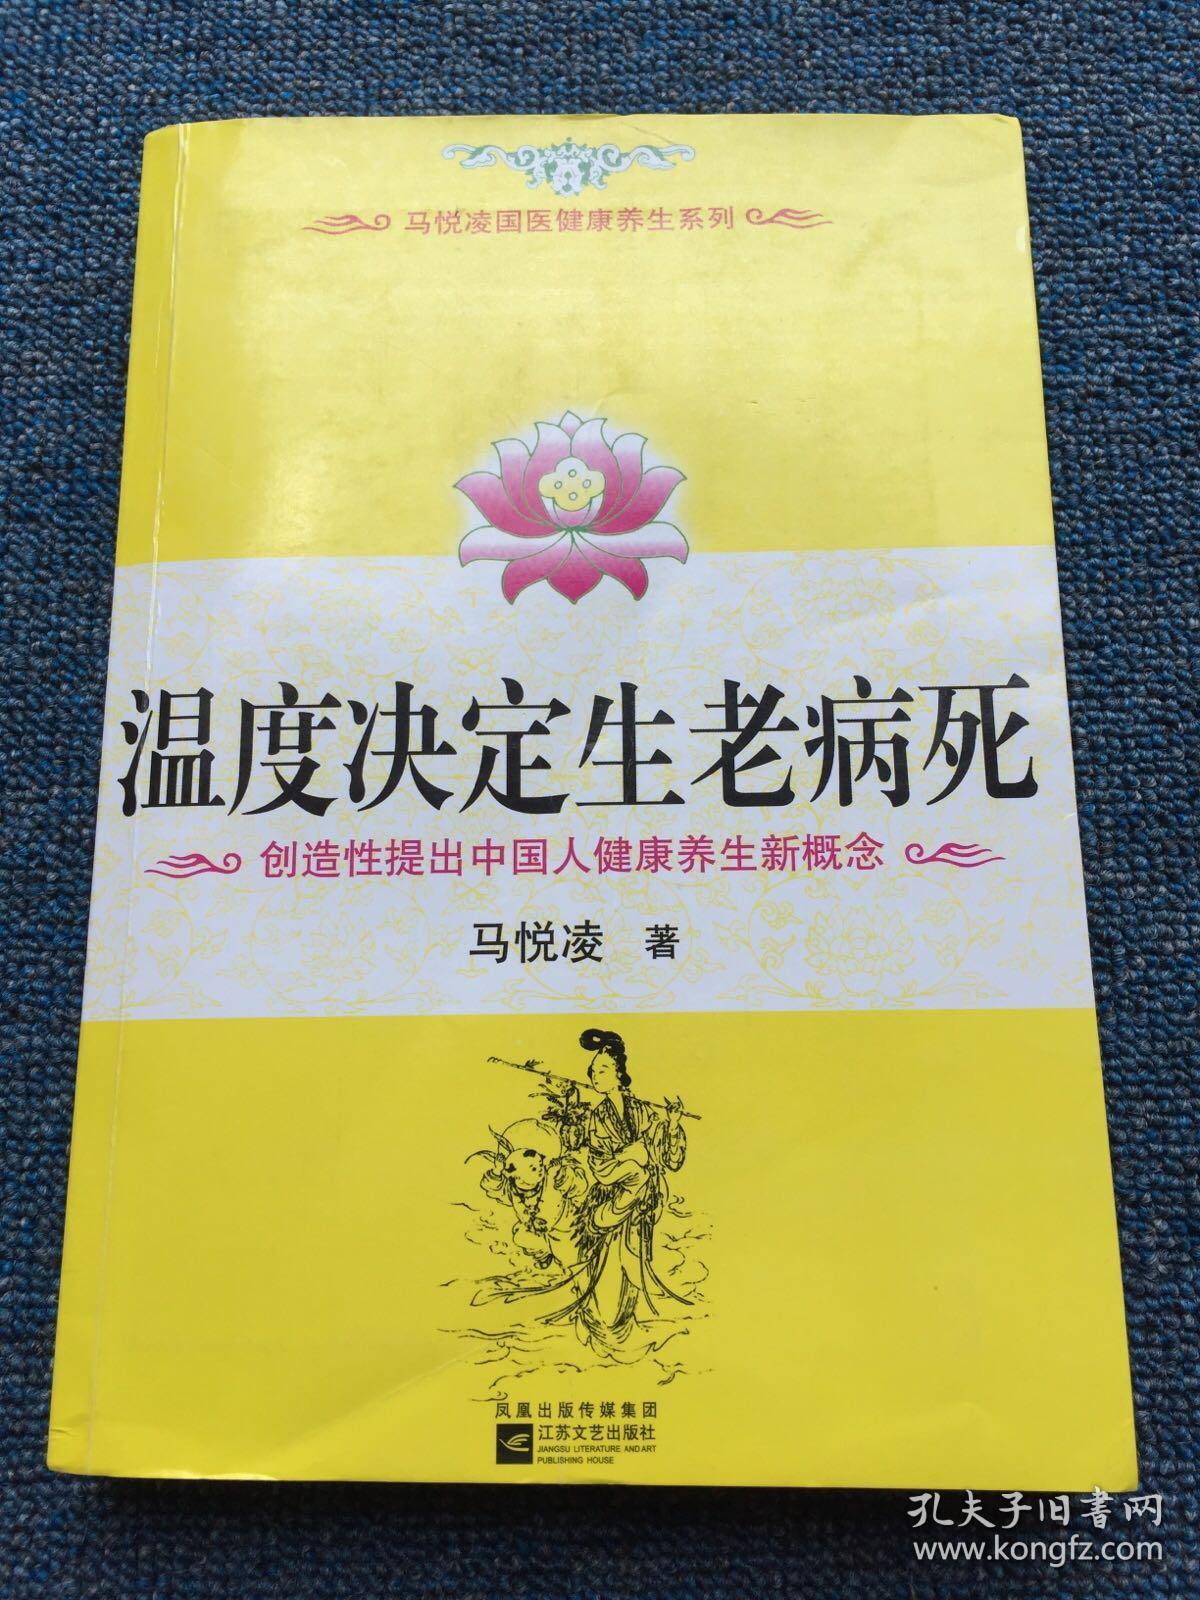 马悦凌国医健康养生系列
温度决定生老病死
创造性提出中国人健康养生新概念
马悦凌 著
凤凰出版传媒集团
江苏文艺出版社
JIANGSU LITERATURE AND ART
PUBLISHING HOUSE
孔夫子旧书网
www.kongfz.com